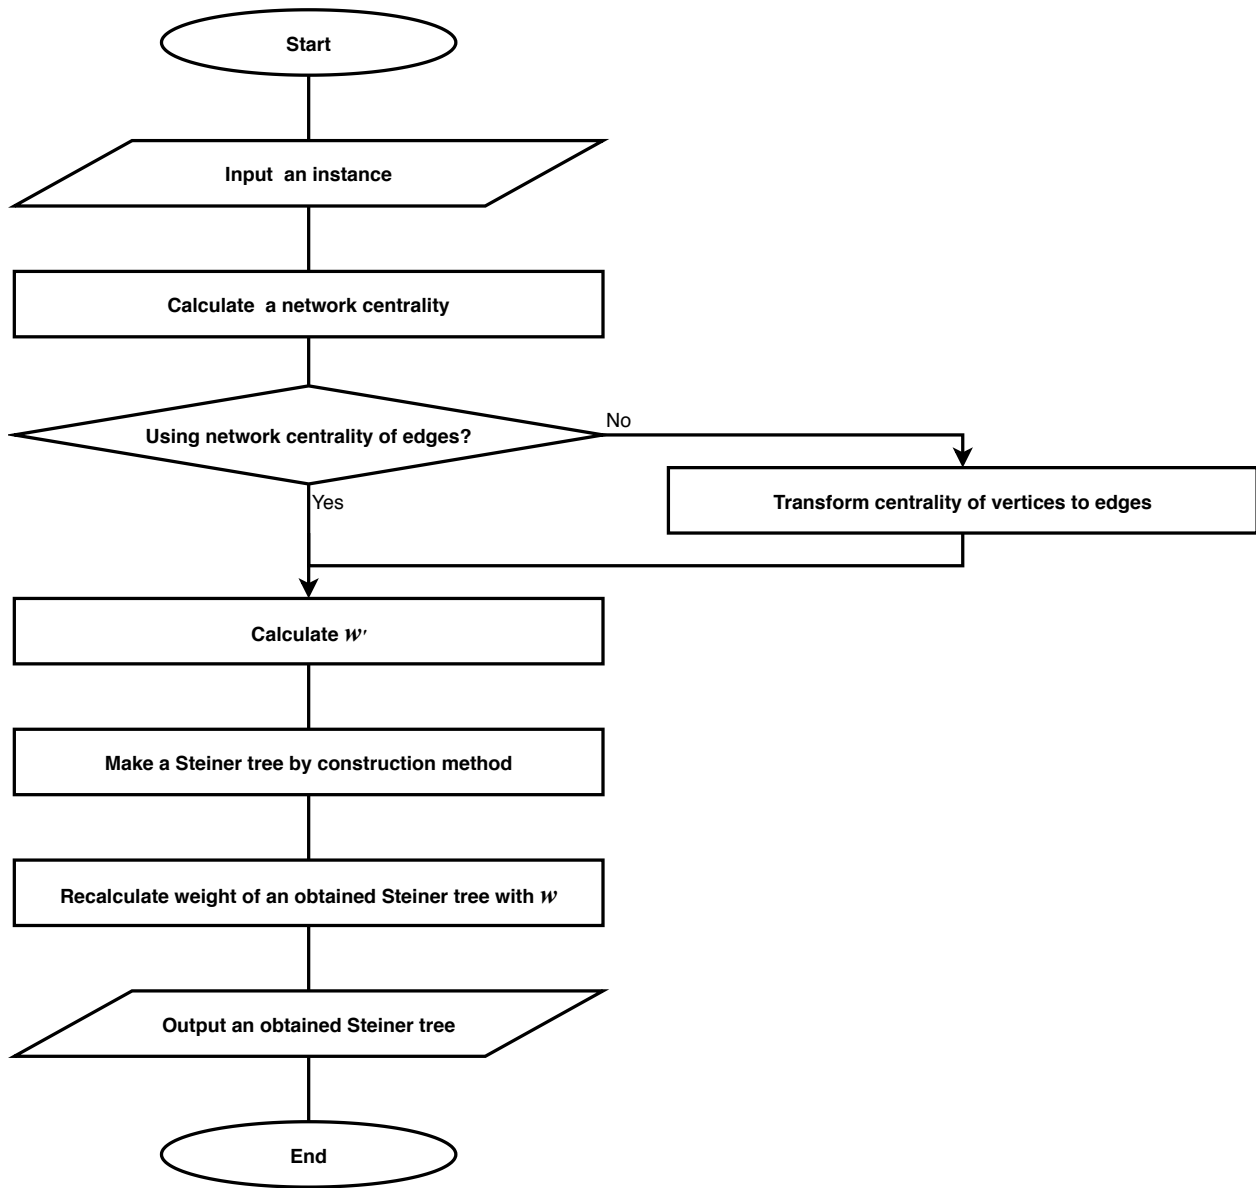 Start
Input an instance
Calculate a network centrality
Using network centrality of edges?
No
Yes
Transform centrality of vertices to edges
Calculate w′
Make a Steiner tree by construction method
Recalculate weight of an obtained Steiner tree with w
Output an obtained Steiner tree
End